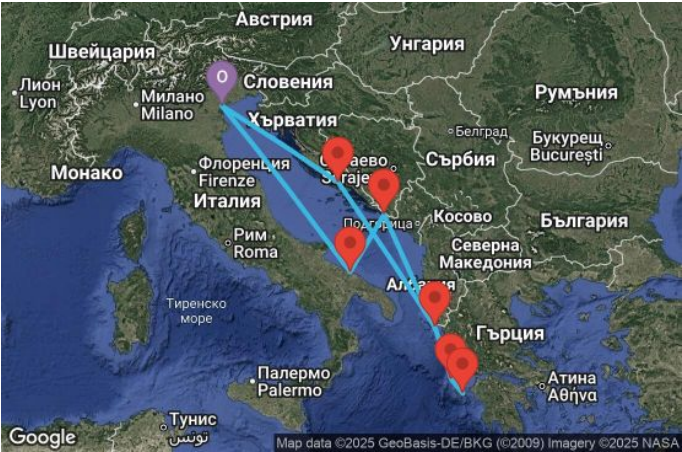 Австрия
Швейцария
Унгария
Лион
Lyon
Милано
Milano
Словения
Румъния
O
Хърватия
Белград
Букурещ
București
Монако
Флоренция
Firenze
Сърбия
Италия
Рим
Roma
Подгорица
Косово
България
Северна
Македония
Албания
Тиренско
море
Гърция
Палермо
Palermo
Атина
Αθήνα
Тунис
تونس
Google
Map data ©2025 GeoBasis-DE/BKG (©2009) Imagery ©2025 NASA